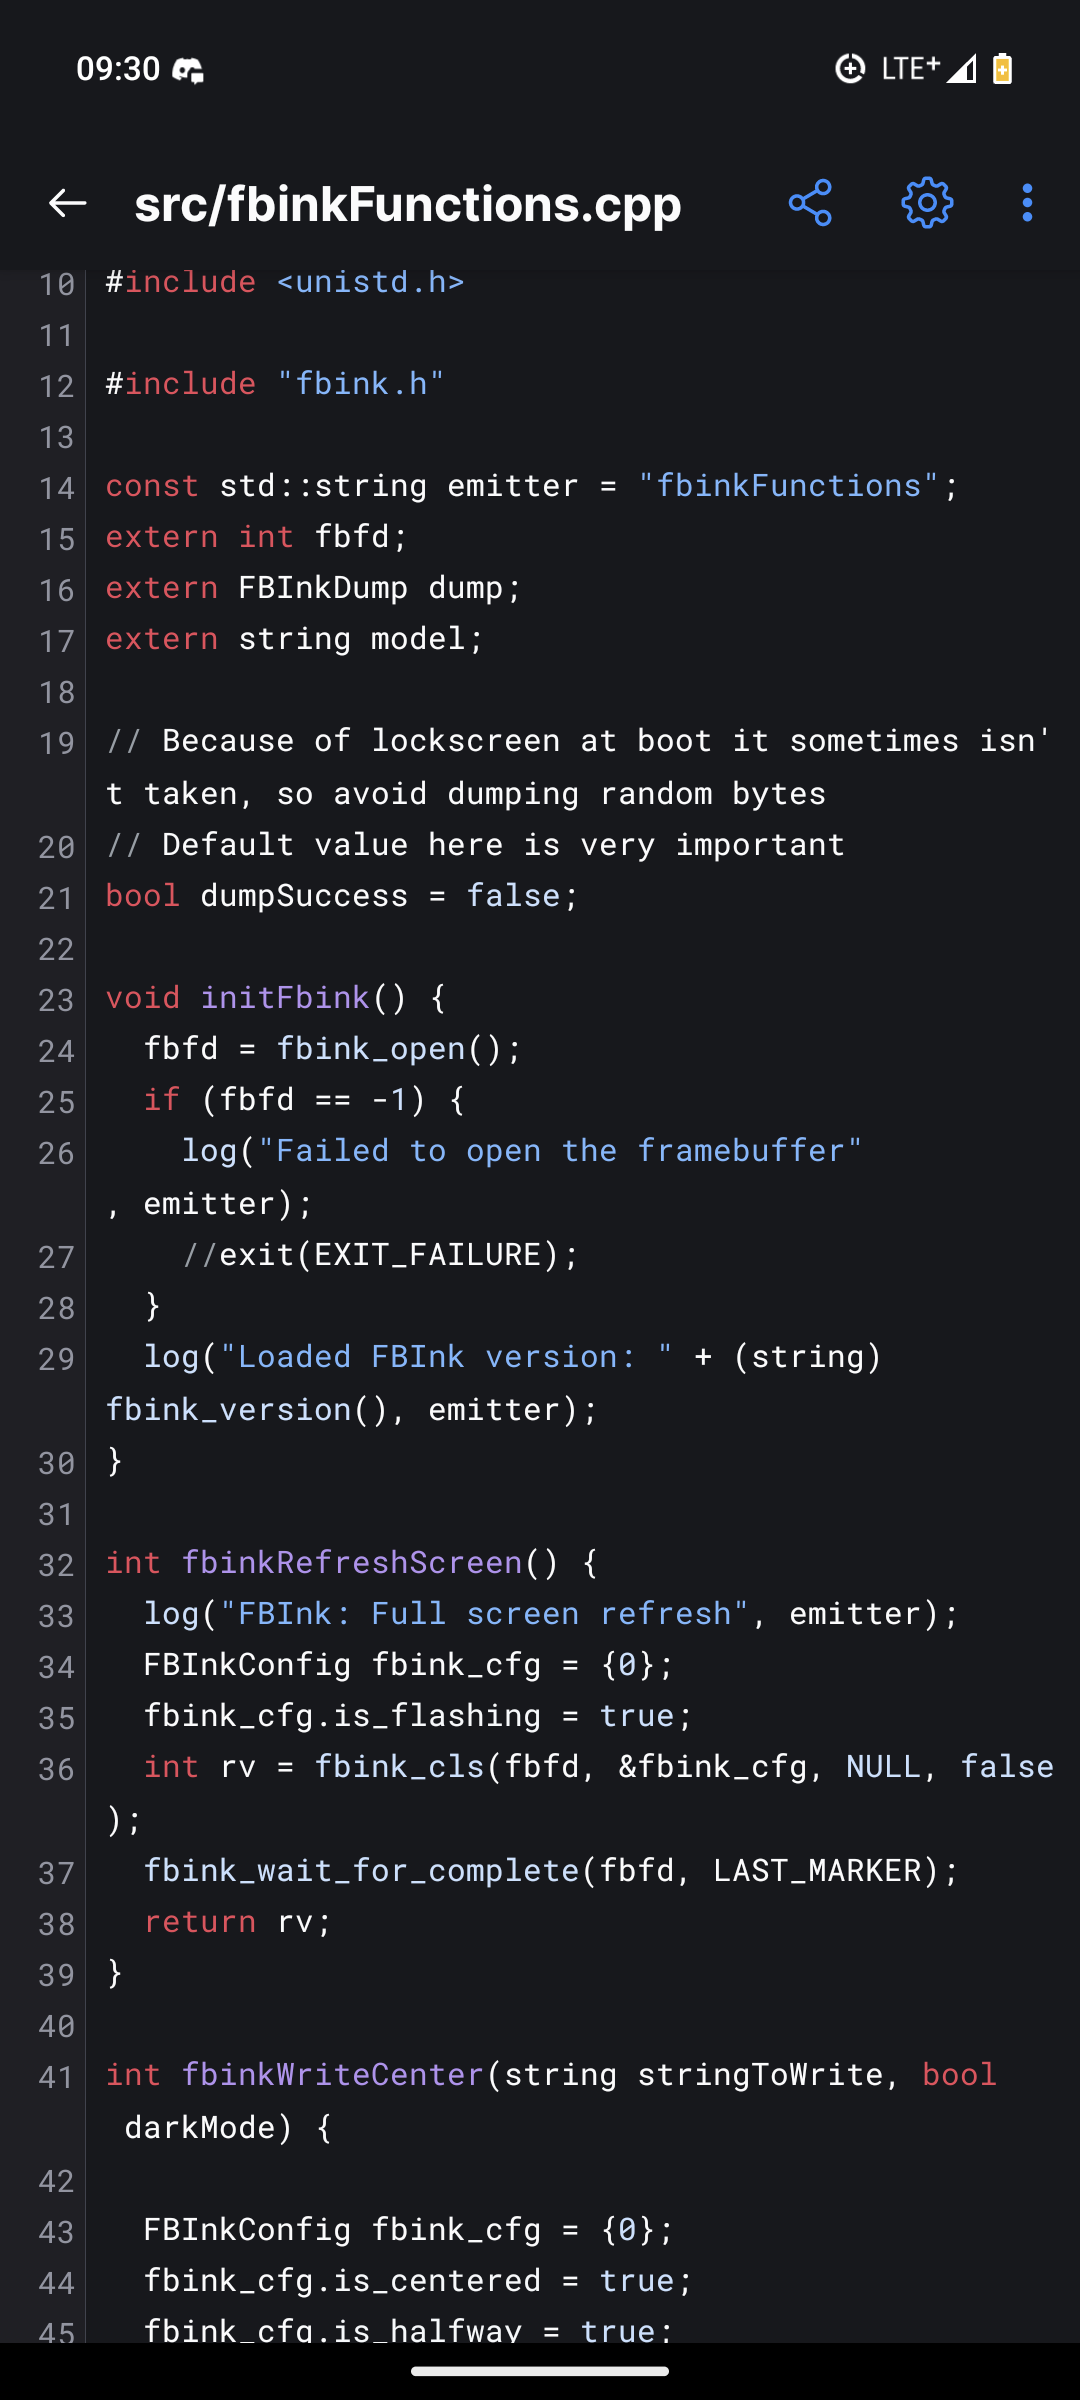 09:30 LTE+
src/fbinkFunctions.cpp
10 #include <unistd.h>
11
12 #include "fbink.h"
13
14 const std::string emitter = "fbinkFunctions";
15 extern int fbfd;
16 extern FBInkDump dump;
17 extern string model;
18
19 // Because of lockscreen at boot it sometimes isn'
t taken, so avoid dumping random bytes
20 // Default value here is very important
21 bool dumpSuccess = false;
22
23 void initFbink() {
24   fbfd = fbink_open();
25   if (fbfd == -1) {
26     log("Failed to open the framebuffer"
, emitter);
27     //exit(EXIT_FAILURE);
28   }
29   log("Loaded FBInk version: " + (string)
fbink_version(), emitter);
30 }
31
32 int fbinkRefreshScreen() {
33   log("FBInk: Full screen refresh", emitter);
34   FBInkConfig fbink_cfg = {0};
35   fbink_cfg.is_flashing = true;
36   int rv = fbink_cls(fbfd, &fbink_cfg, NULL, false
);
37   fbink_wait_for_complete(fbfd, LAST_MARKER);
38   return rv;
39 }
40
41 int fbinkWriteCenter(string stringToWrite, bool
 darkMode) {
42
43   FBInkConfig fbink_cfg = {0};
44   fbink_cfg.is_centered = true;
45   fbink_cfg.is_halfway = true;